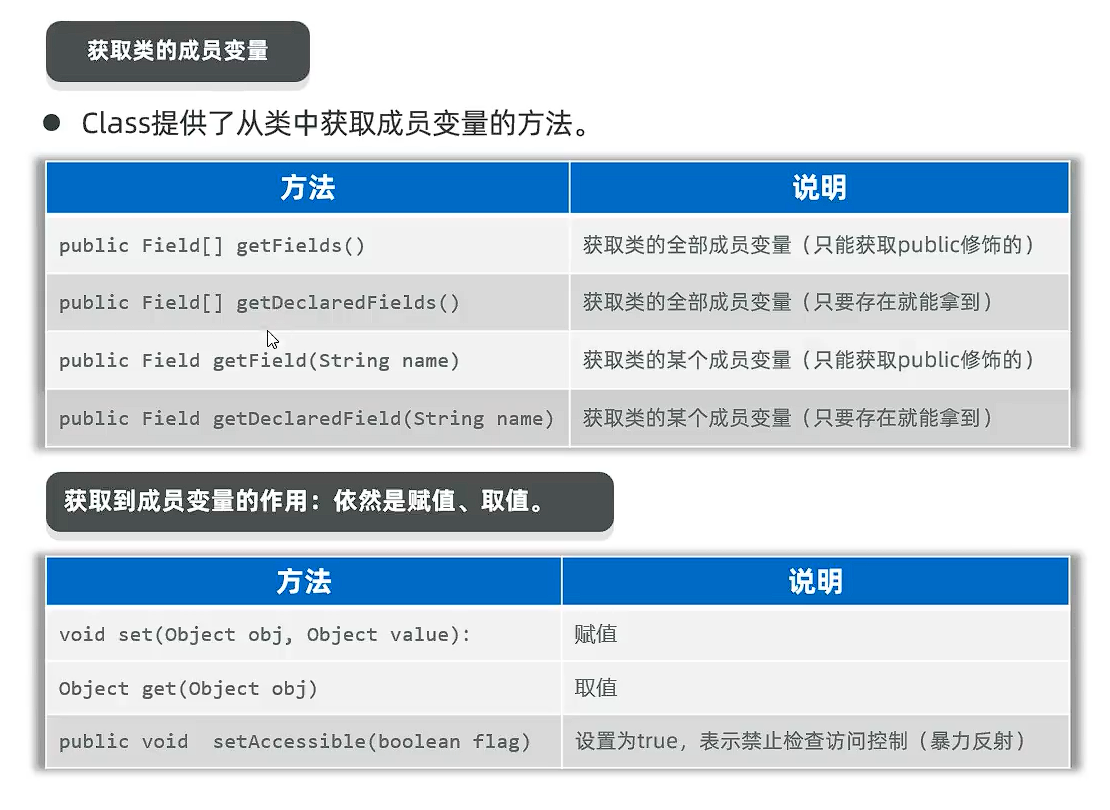 获取类的成员变量
Class提供了从类中获取成员变量的方法。
方法 说明
public Field[] getFields() 获取类的全部成员变量（只能获取public修饰的）
public Field[] getDeclaredFields() 获取类的全部成员变量（只要存在就能拿到）
public Field getField(String name) 获取类的某个成员变量（只能获取public修饰的）
public Field getDeclaredField(String name) 获取类的某个成员变量（只要存在就能拿到）
获取到成员变量的作用：依然是赋值、取值。
方法 说明
void set(Object obj, Object value): 赋值
Object get(Object obj) 取值
public void  setAccessible(boolean flag) 设置为true，表示禁止检查访问控制（暴力反射）